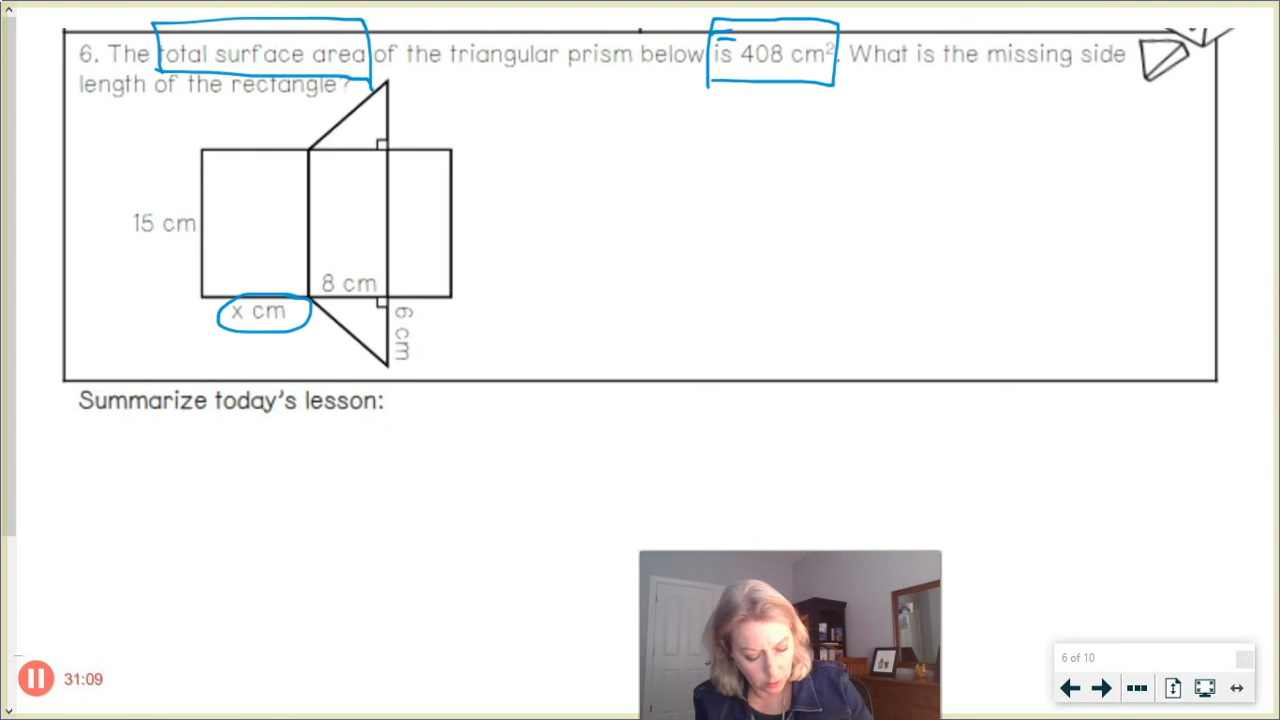 6. The total surface area of the triangular prism below is 408 cm². What is the missing side
length of the rectangle?
15 cm
8 cm
x cm
6 cm
Summarize today's lesson:
6 of 10
31:09